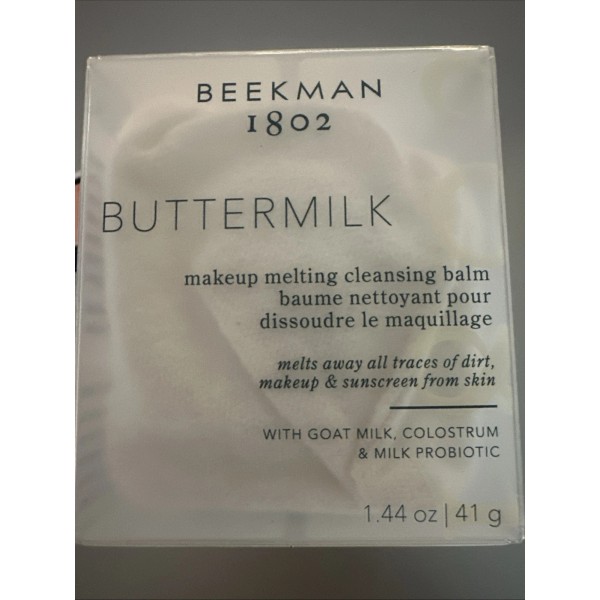 BEEKMAN
1802
BUTTERMILK
makeup melting cleansing balm
baume nettoyant pour
dissoudre le maquillage
melts away all traces of dirt,
makeup & sunscreen from skin
WITH GOAT MILK, COLOSTRUM
& MILK PROBIOTIC
1.44 oz | 41 g